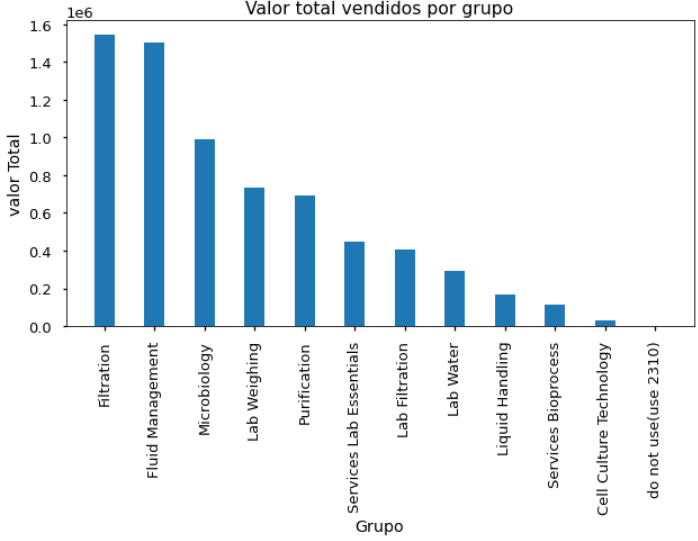 Valor total vendidos por grupo
1e6
1.6
1.4
1.2
1.0
0.8
0.6
0.4
0.2
0.0
valor Total
Filtration
Fluid Management
Microbiology
Lab Weighing
Purification
Services Lab Essentials
Lab Filtration
Lab Water
Liquid Handling
Services Bioprocess
Cell Culture Technology
do not use(use 2310)
Grupo